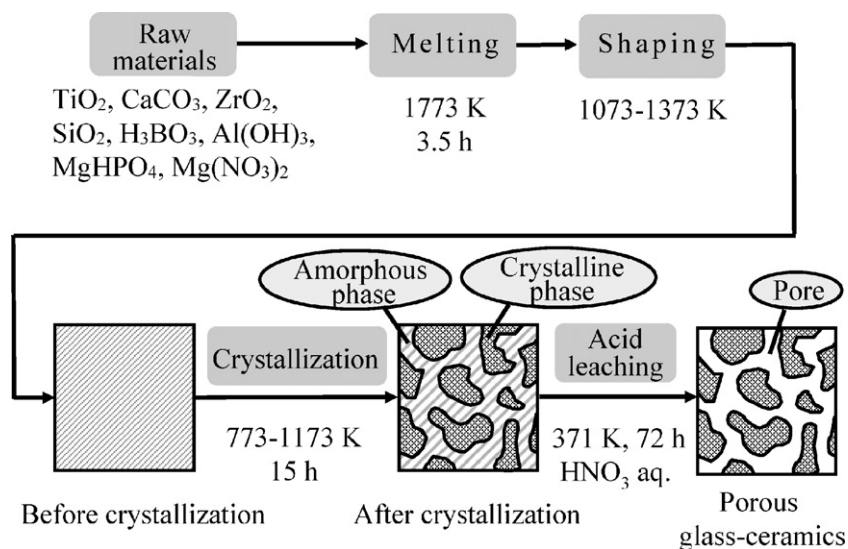 Raw
materials
Melting
Shaping
TiO₂, CaCO₃, ZrO₂,
SiO₂, H₃BO₃, Al(OH)₃,
MgHPO₄, Mg(NO₃)₂
1773 K
3.5 h
1073-1373 K
Amorphous
phase
Crystalline
phase
Pore
Crystallization
Acid
leaching
773-1173 K
15 h
371 K, 72 h
HNO₃ aq.
Before crystallization
After crystallization
Porous
glass-ceramics